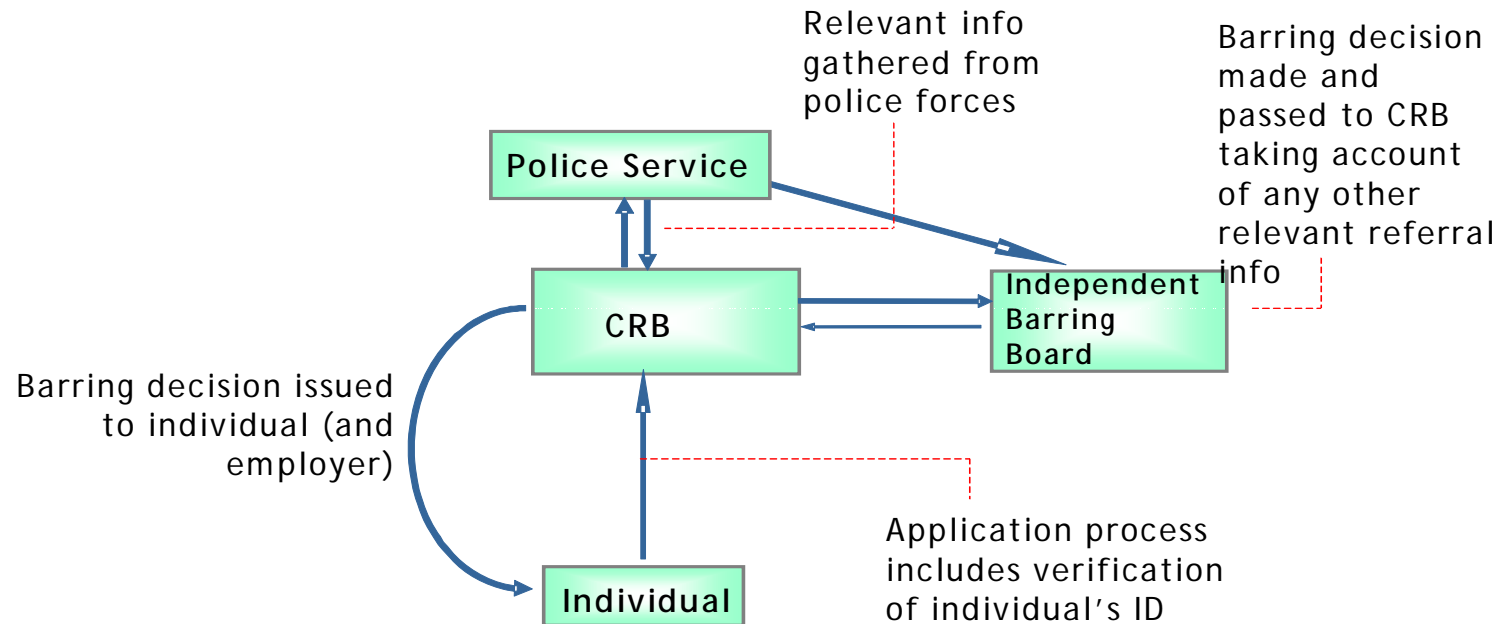 Relevant info
gathered from
police forces
Barring decision
made and
passed to CRB
taking account
of any other
relevant referral
info
Police Service
CRB
Independent
Barring
Board
Barring decision issued
to individual (and
employer)
Application process
includes verification
of individual's ID
Individual